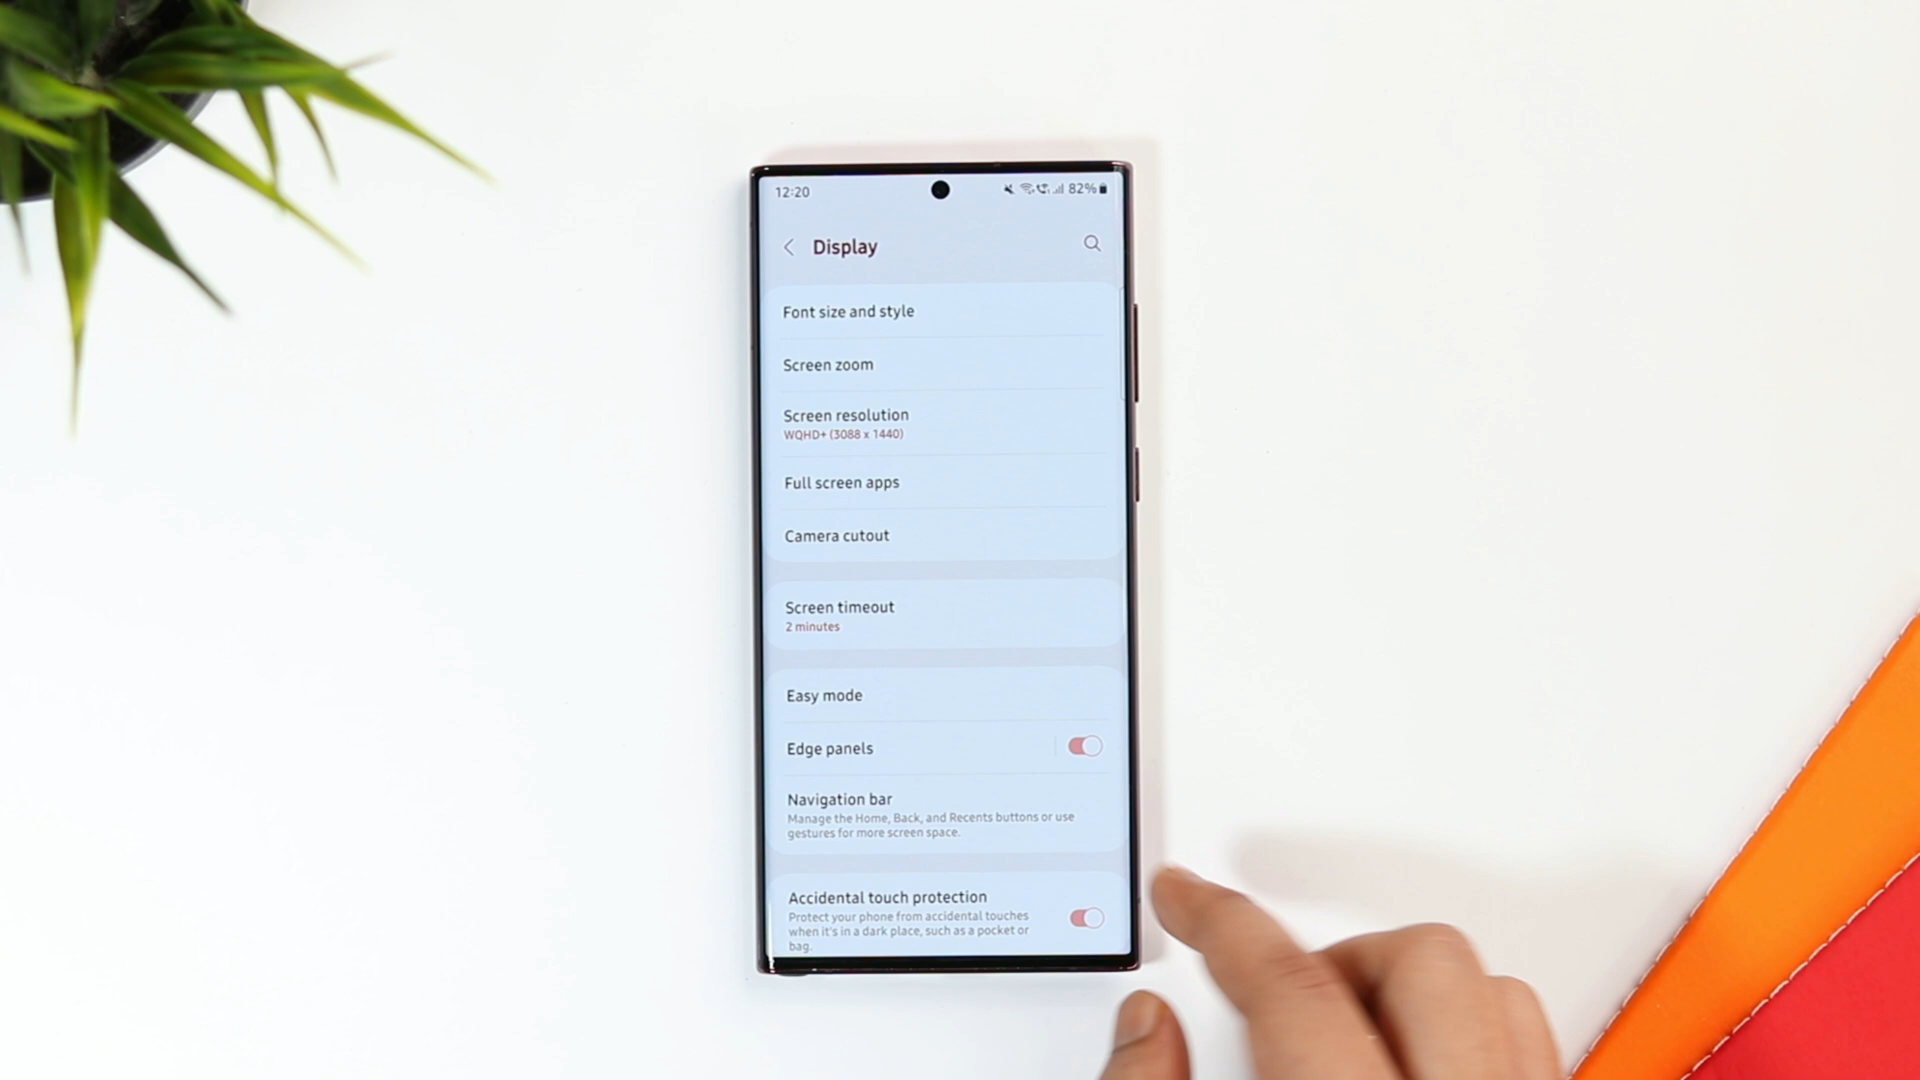 12:20
82%
Display
Font size and style
Screen zoom
Screen resolution
WQHD+ (3088 x 1440)
Full screen apps
Camera cutout
Screen timeout
2 minutes
Easy mode
Edge panels
Navigation bar
Manage the Home, Back, and Recents buttons or use
gestures for more screen space.
Accidental touch protection
Protect your phone from accidental touches
when it's in a dark place, such as a pocket or
bag.